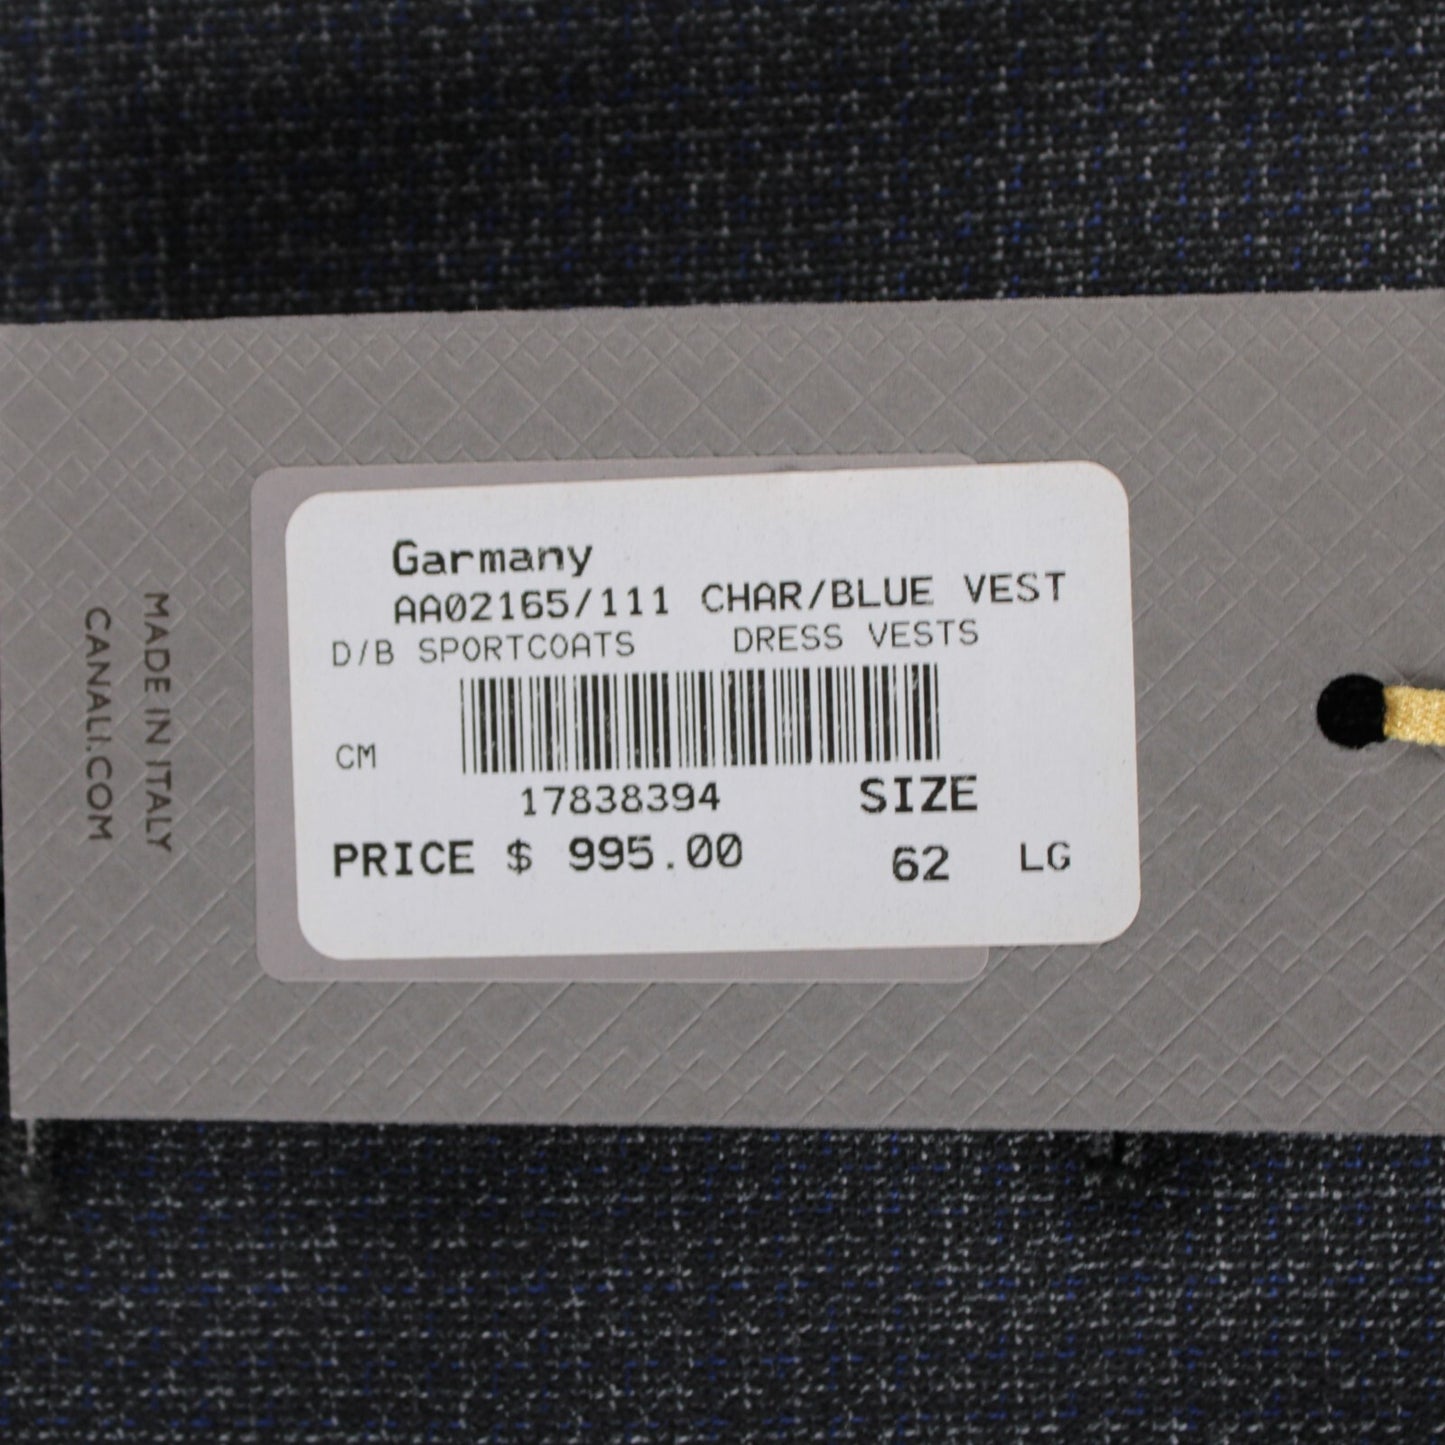 Garmany
AA02165/111 CHAR/BLUE VEST
D/B SPORTCOATS DRESS VESTS
CM
17838394 SIZE
PRICE $ 995.00 62 LG
MADE IN ITALY
CANALI.COM